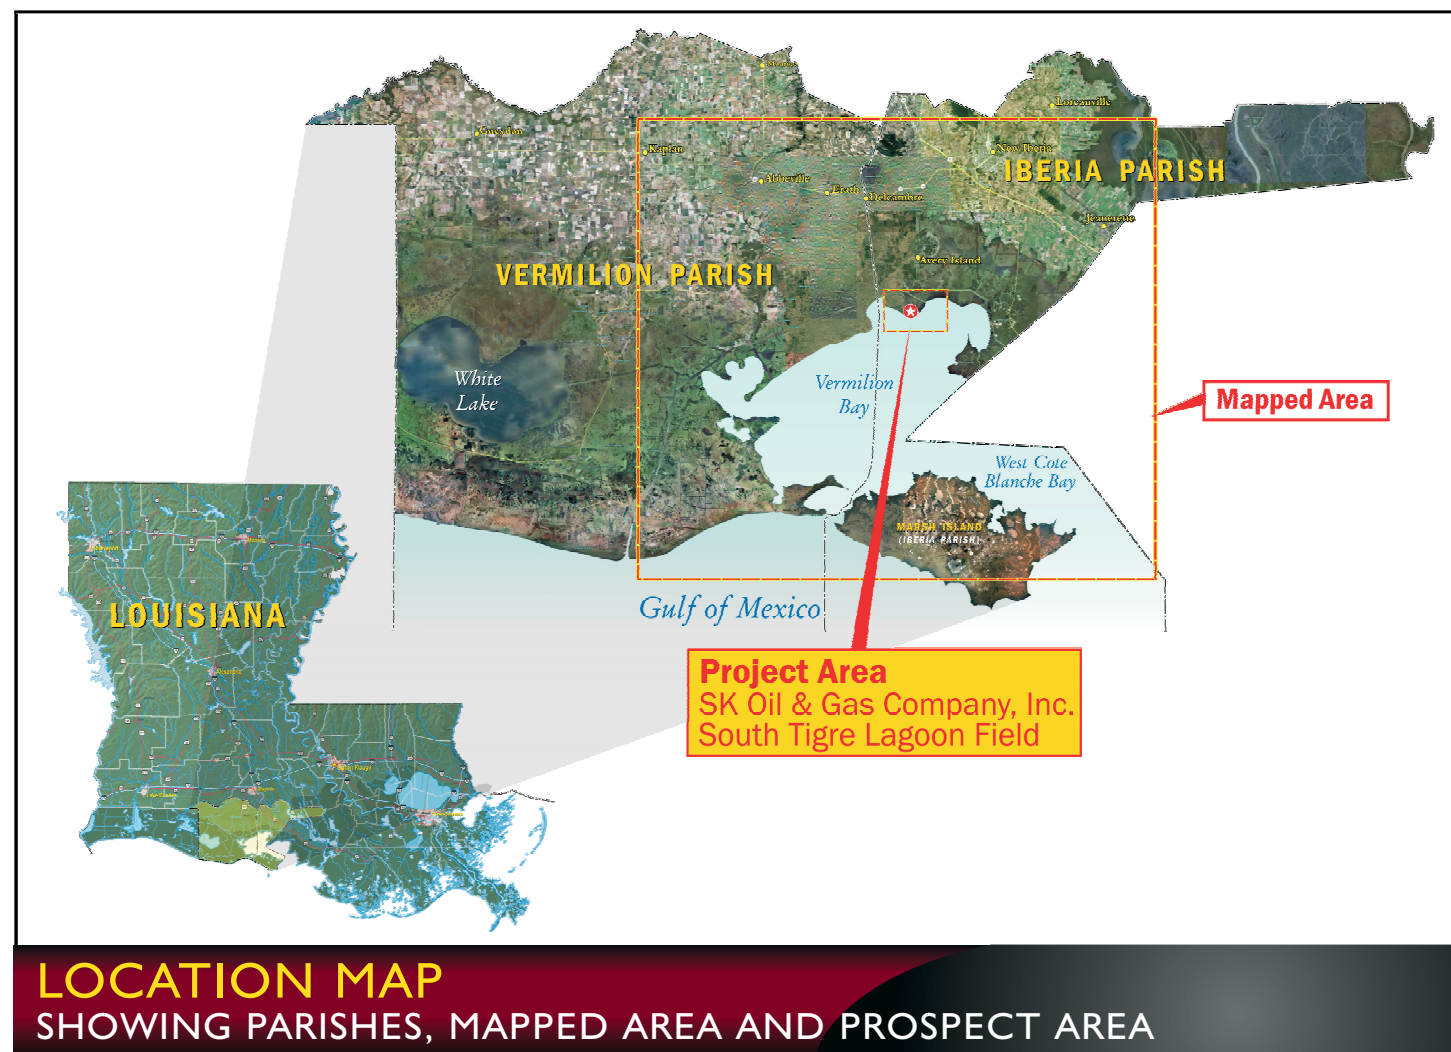 Gueydan
Kaplan
Abbeville
Erath
Delcambre
Loreauville
New Iberia
IBERIA PARISH
Jeanerette
Avery Island
VERMILION PARISH
White
Lake
Vermilion
Bay
Mapped Area
West Cote
Blanche Bay
MARSH ISLAND
(IBERIA PARISH)
Gulf of Mexico
LOUISIANA
Project Area
SK Oil & Gas Company, Inc.
South Tigre Lagoon Field
LOCATION MAP
SHOWING PARISHES, MAPPED AREA AND PROSPECT AREA